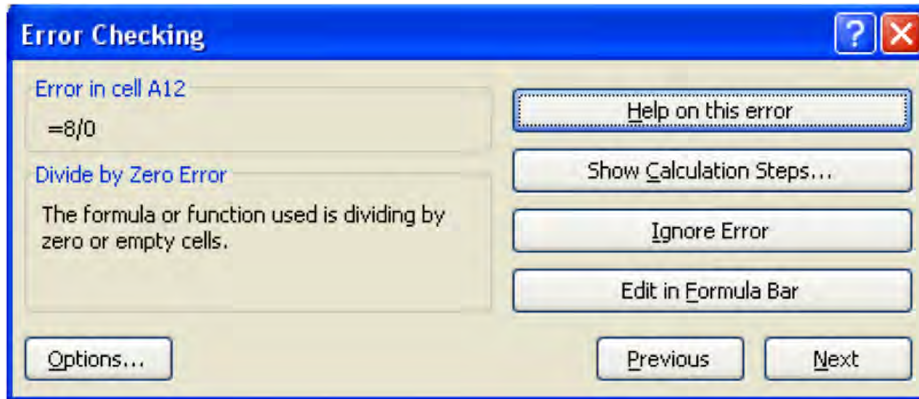 Error Checking
?
Error in cell A12
=8/0
Divide by Zero Error
The formula or function used is dividing by
zero or empty cells.
Help on this error
Show Calculation Steps...
Ignore Error
Edit in Formula Bar
Options...
Previous
Next